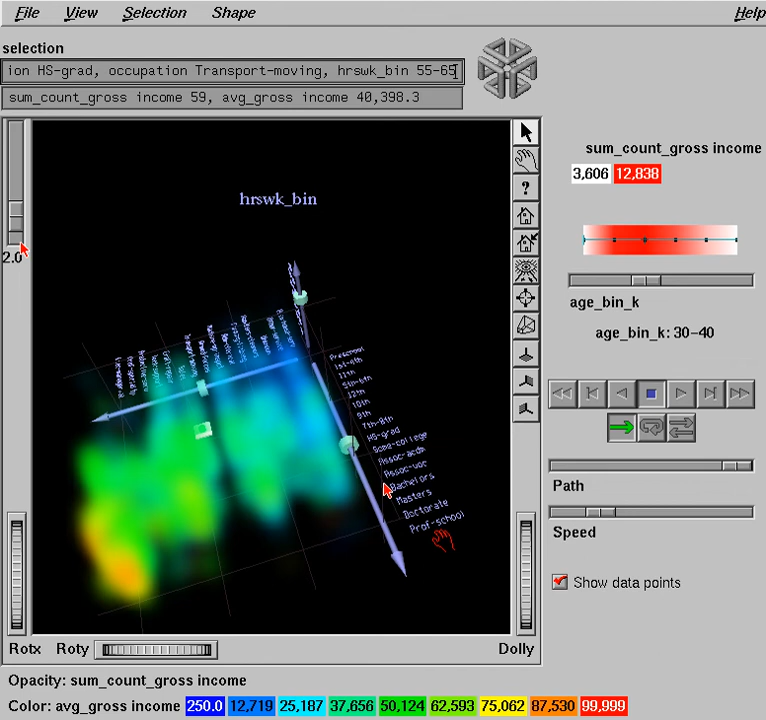 File View Selection Shape Help
selection
ion HS-grad, occupation Transport-moving, hrswk_bin 55-65
sum_count_gross income 59, avg_gross income 40,398.3
sum_count_gross income
3,606 12,838
hrswk_bin
?
2.0
age_bin_k
age_bin_k: 30-40
Preschool
1st-4th
11th
5th-6th
12th
10th
9th
7th-8th
HS-grad
Some-college
Assoc-acdm
Assoc-voc
Bachelors
Masters
Doctorate
Prof-school
Path
Speed
Show data points
Rotx Roty Dolly
Opacity: sum_count_gross income
Color: avg_gross income 250.0 12,719 25,187 37,656 50,124 62,593 75,062 87,530 99,999